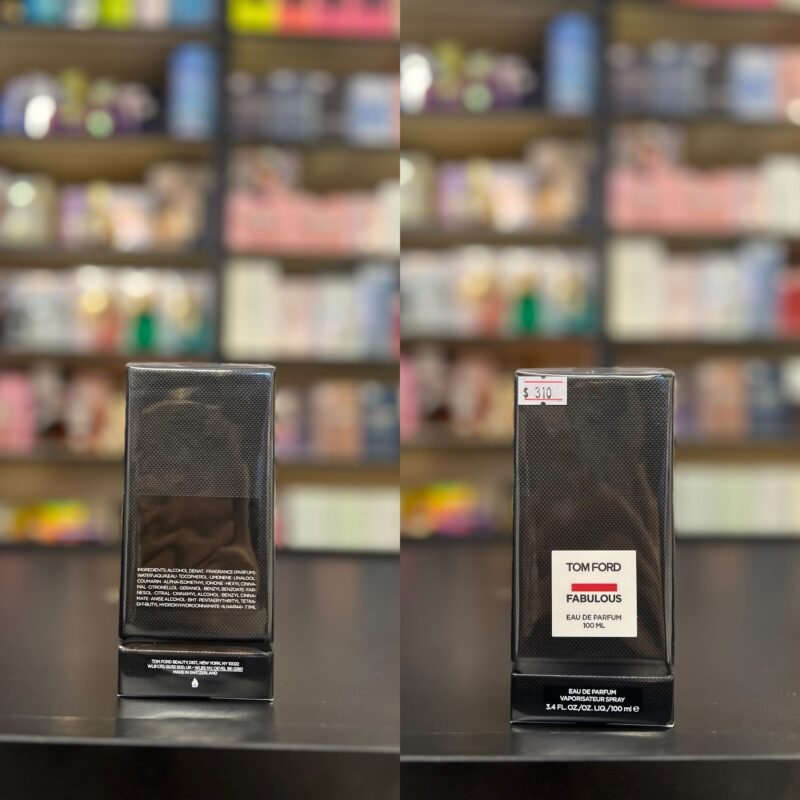 INGREDIENTS: ALCOHOL DENAT.· FRAGRANCE (PARFUM)·
WATER\AQUA\EAU· TOCOPHEROL· LIMONENE· LINALOOL·
COUMARIN· ALPHA-ISOMETHYL IONONE· HEXYL CINNA-
MAL· CITRONELLOL· GERANIOL· BENZYL BENZOATE· FAR-
NESOL· CITRAL· CINNAMYL ALCOHOL· BENZYL CINNA-
MATE· ANISE ALCOHOL· BHT· PENTAERYTHRITYL TETRA-
DI-T-BUTYL HYDROXYHYDROCINNAMATE
TOM FORD BEAUTY, DIST, NEW YORK, NY 10022
MADE IN SWITZERLAND
$ 310
TOM FORD
FABULOUS
EAU DE PARFUM
100 ML
EAU DE PARFUM
VAPORISATEUR SPRAY
3.4 FL. OZ./OZ. LIQ./100 ml ℮